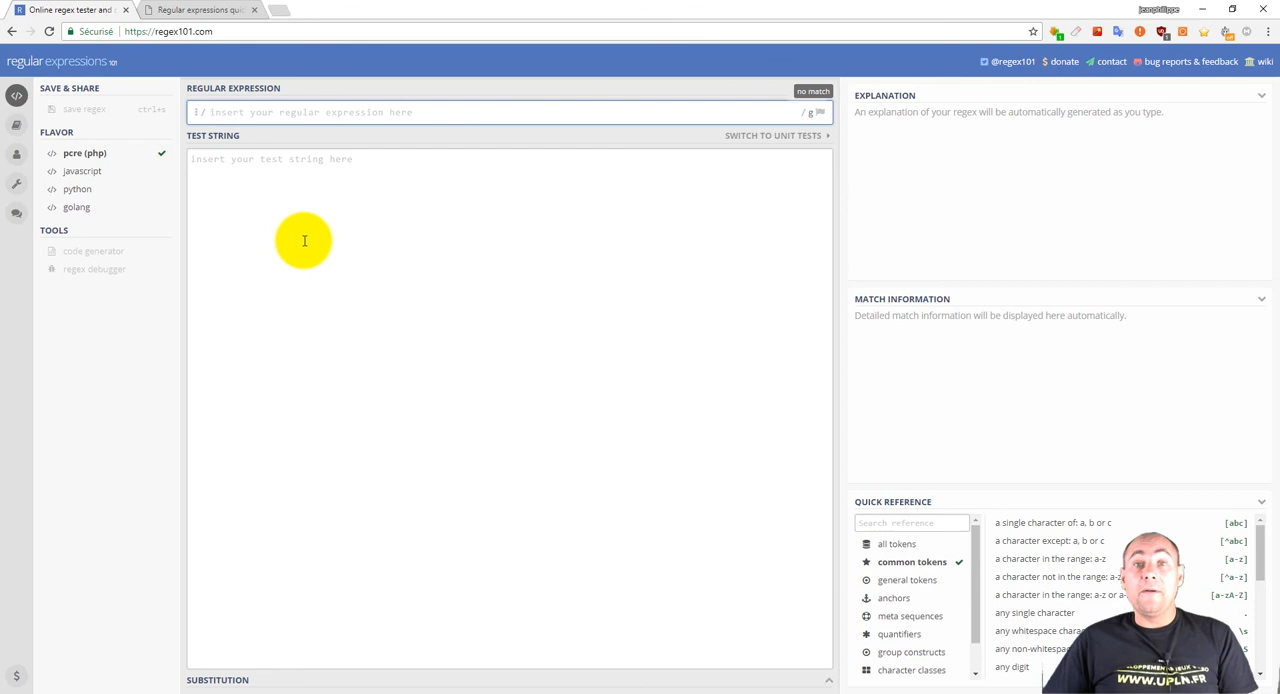 Online regex tester and
Regular expressions quic
jeanphilippe
Sécurisé
https://regex101.com
regular expressions 101
@regex101
$ donate
contact
bug reports & feedback
wiki
SAVE & SHARE
save regex
ctrl+s
FLAVOR
</> pcre (php)
</> javascript
</> python
</> golang
TOOLS
code generator
regex debugger
$
REGULAR EXPRESSION
no match
/ insert your regular expression here
/ g
TEST STRING
SWITCH TO UNIT TESTS
insert your test string here
SUBSTITUTION
EXPLANATION
An explanation of your regex will be automatically generated as you type.
MATCH INFORMATION
Detailed match information will be displayed here automatically.
QUICK REFERENCE
Search reference
all tokens
common tokens
general tokens
anchors
meta sequences
quantifiers
group constructs
character classes
a single character of: a, b or c [abc]
a character except: a, b or c [^abc]
a character in the range: a-z [a-z]
a character not in the range: a-z [^a-z]
a character in the range: a-z or [a-zA-Z]
any single character .
any whitespace \s
any non-whitespace
any digit
WWW.UPLN.FR